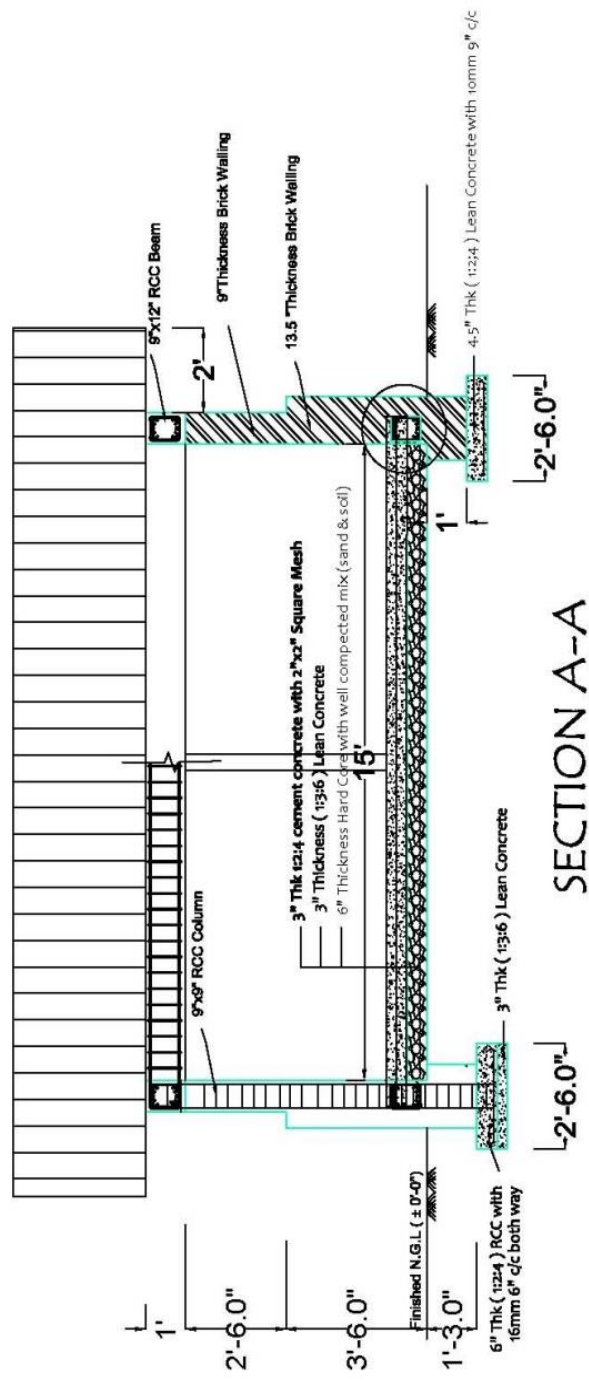 9"x12" RCC Beam
9"Thickness Brick Walling
13.5 "Thickness Brick Walling
2'
4.5" Thk ( 1:2;4 ) Lean Concrete with 10mm 9" c/c
2'-6.0"
1'
3" Thk 1:2:4 cement concrete with 2"x2" Square Mesh
3" Thickness ( 1:3:6 ) Lean Concrete
6" Thickness Hard Core with well compected mix (sand & soil)
15'
9"x9" RCC Column
3" Thk ( 1:3:6 ) Lean Concrete
2'-6.0"
6" Thk ( 1:2:4 ) RCC with
16mm 6" c/c both way
Finished N.G.L ( ± 0'-0")
1'
2'-6.0"
3'-6.0"
1'-3.0"
SECTION A-A